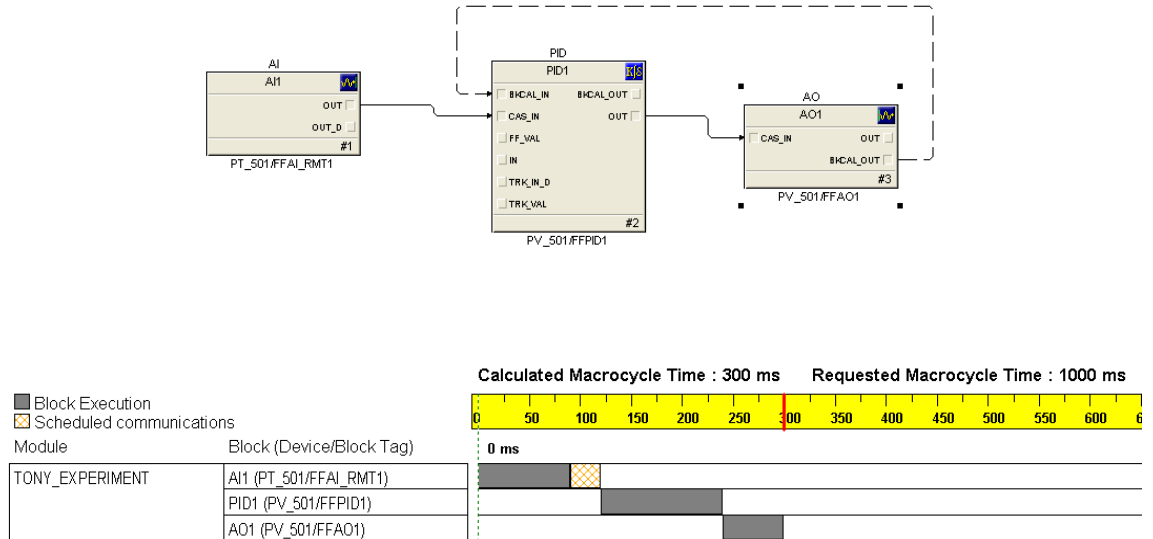 AI
AI1
OUT
OUT_D
#1
PT_501/FFAI_RMT1
PID
PID1
BKCAL_IN BKCAL_OUT
CAS_IN OUT
FF_VAL
IN
TRK_IN_D
TRK_VAL
#2
PV_501/FFPID1
AO
AO1
CAS_IN OUT
BKCAL_OUT
#3
PV_501/FFAO1
Calculated Macrocycle Time : 300 ms Requested Macrocycle Time : 1000 ms
Block Execution
Scheduled communications
0 50 100 150 200 250 300 350 400 450 500 550 600 6
Module Block (Device/Block Tag) 0 ms
TONY_EXPERIMENT AI1 (PT_501/FFAI_RMT1)
PID1 (PV_501/FFPID1)
AO1 (PV_501/FFAO1)